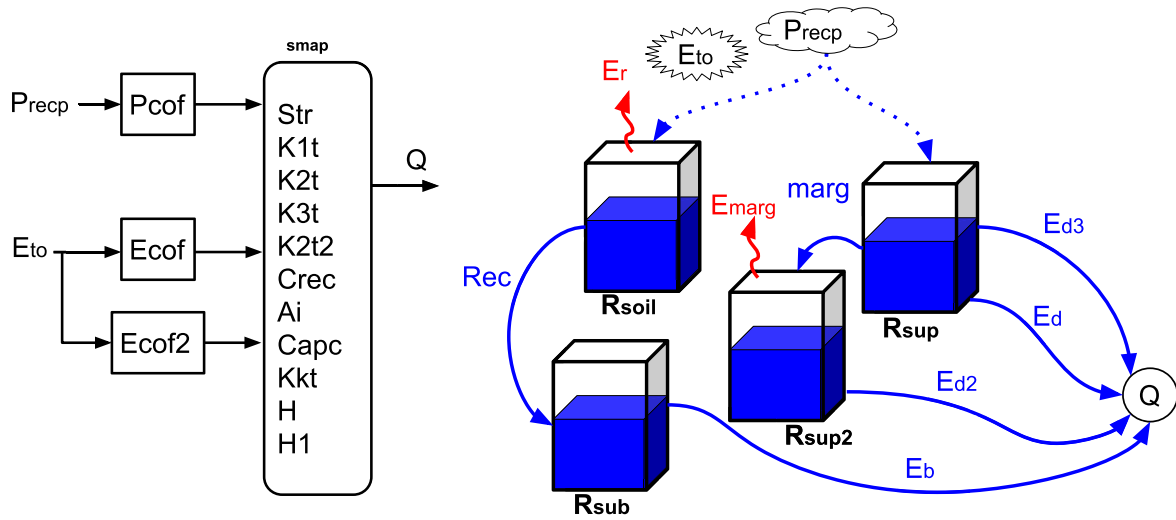 smap
Precp
Pcof
Eto
Ecof
Ecof2
Str
K1t
K2t
K3t
K2t2
Crec
Ai
Capc
Kkt
H
H1
Q
Precp
Eto
Er
Rsoil
marg
Emarg
Rsup
Ed3
Ed
Rec
Rsup2
Ed2
Q
Rsub
Eb